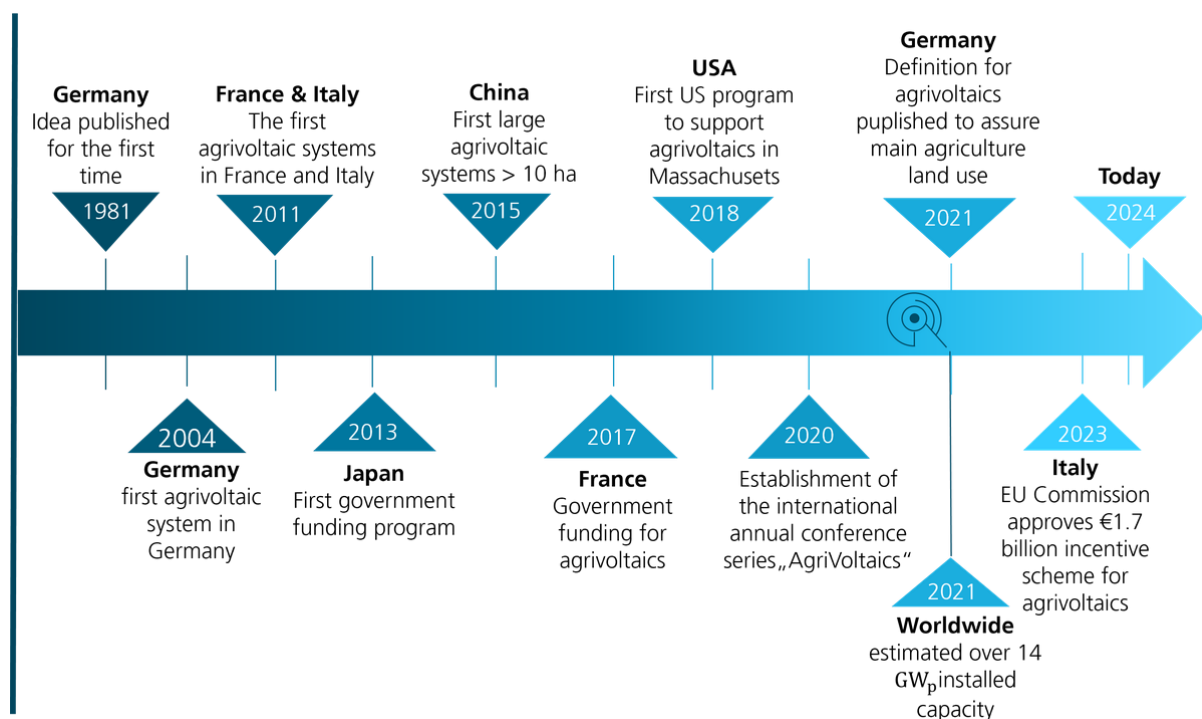 Germany
Idea published
for the first
time
1981
France & Italy
The first
agrivoltaic systems
in France and Italy
2011
China
First large
agrivoltaic
systems > 10 ha
2015
USA
First US program
to support
agrivoltaics in
Massachusets
2018
Germany
Definition for
agrivoltaics
puplished to assure
main agriculture
land use
2021
Today
2024
2004
Germany
first agrivoltaic
system in
Germany
2013
Japan
First government
funding program
2017
France
Government
funding for
agrivoltaics
2020
Establishment of
the international
annual conference
series„AgriVoltaics“
2021
Worldwide
estimated over 14
GWₚinstalled
capacity
2023
Italy
EU Commission
approves €1.7
billion incentive
scheme for
agrivoltaics